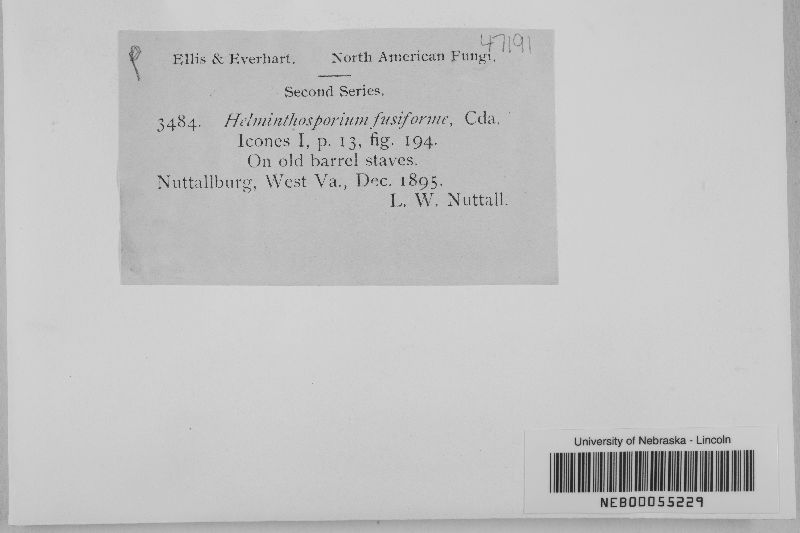 47191
Ellis & Everhart. North American Fungi.
Second Series.
3484. Helminthosporium fusiforme, Cda.
Icones I, p. 13, fig. 194.
On old barrel staves.
Nuttallburg, West Va., Dec. 1895.
L. W. Nuttall.
University of Nebraska - Lincoln
NEB00055229